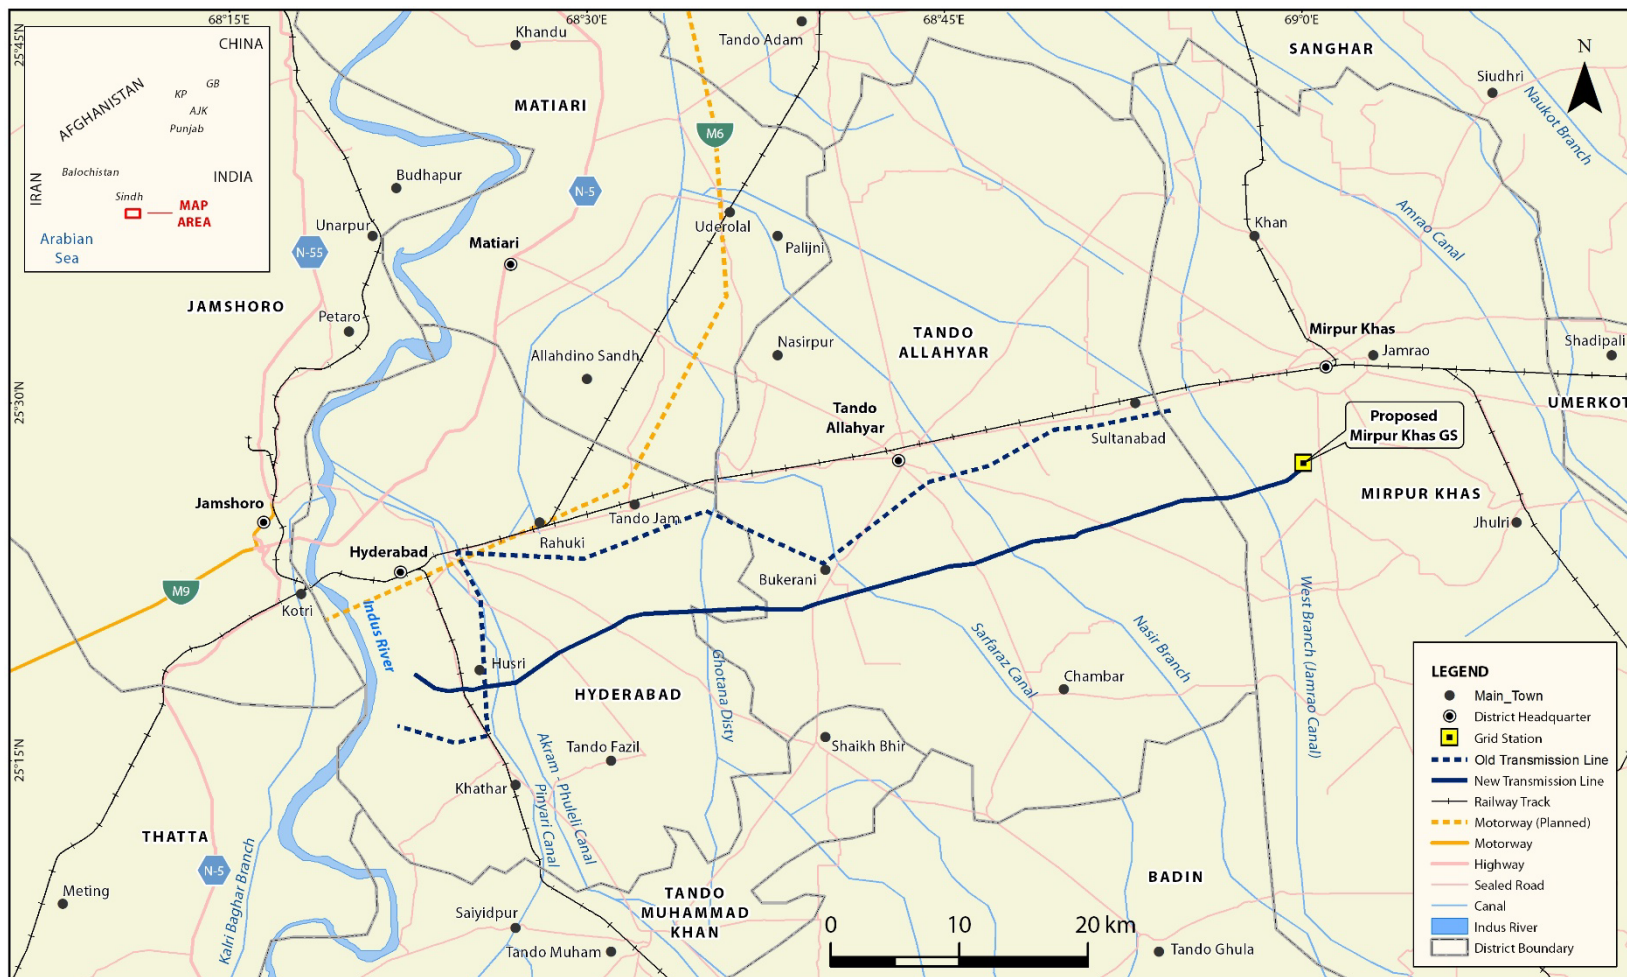 68°15'E
68°30'E
68°45'E
69°0'E
25°45'N
25°30'N
25°15'N
CHINA
AFGHANISTAN
GB
KP
AJK
Punjab
IRAN
Balochistan
INDIA
Sindh
MAP
AREA
Arabian
Sea
N
Khandu
Tando Adam
SANGHAR
Siudhri
MATIARI
M6
Naukot Branch
Budhapur
N-5
Unarpur
Uderolal
Palijni
Khan
Amrao Canal
N-55
Matiari
JAMSHORO
Petaro
Allahdino Sandh
Nasirpur
TANDO
ALLAHYAR
Mirpur Khas
Jamrao
Shadipali
UMERKOT
Tando
Allahyar
Sultanabad
Proposed
Mirpur Khas GS
MIRPUR KHAS
Jhulri
Jamshoro
Tando Jam
Rahuki
Hyderabad
Bukerani
M9
Kotri
Indus River
Husri
HYDERABAD
Ghotana Disty
Sarfaraz Canal
Nasir Branch
West Branch (Jamrao Canal)
Chambar
Tando Fazil
Shaikh Bhir
Akram - Phuleli Canal
Pinyari Canal
Khathar
THATTA
N-5
Kalri Baghar Branch
Meting
Saiyidpur
Tando Muham
TANDO
MUHAMMAD
KHAN
BADIN
Tando Ghula
0
10
20 km
LEGEND
Main_Town
District Headquarter
Grid Station
Old Transmission Line
New Transmission Line
Railway Track
Motorway (Planned)
Motorway
Highway
Sealed Road
Canal
Indus River
District Boundary